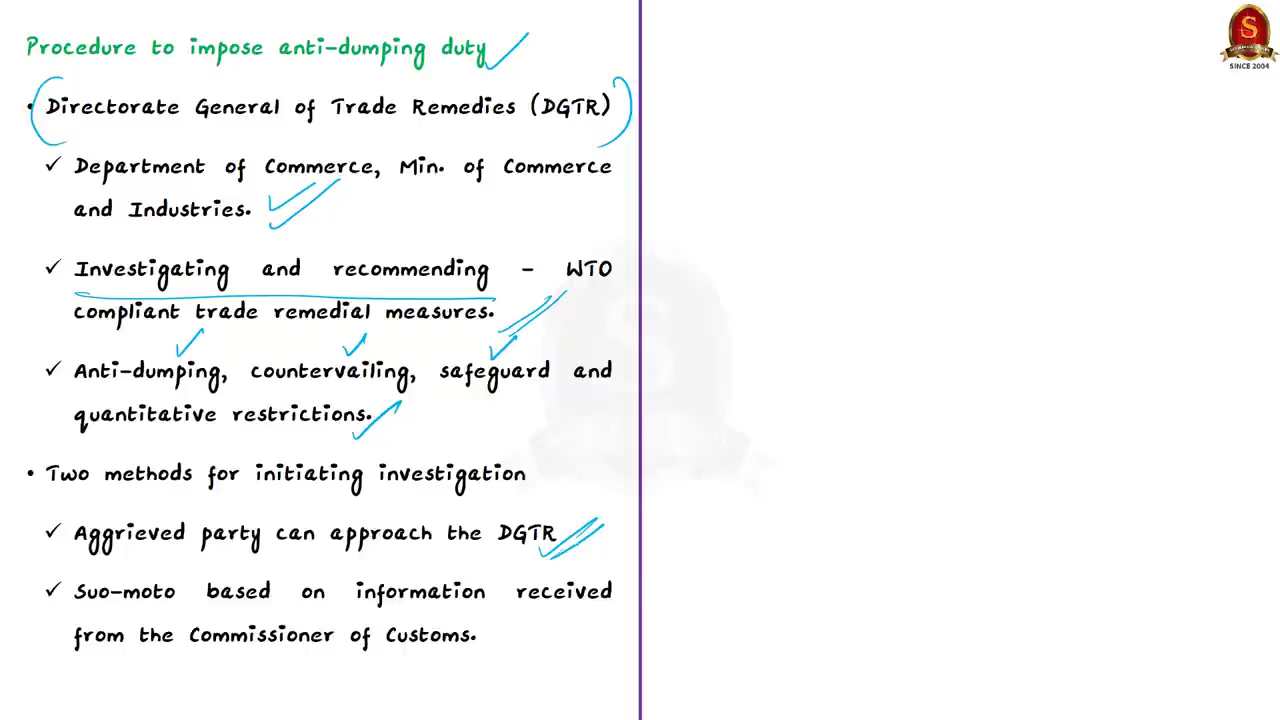 Procedure to impose anti-dumping duty
• Directorate General of Trade Remedies (DGTR)
✓ Department of Commerce, Min. of Commerce
and Industries.
✓ Investigating and recommending - WTO
compliant trade remedial measures.
✓ Anti-dumping, countervailing, safeguard and
quantitative restrictions.
• Two methods for initiating investigation
✓ Aggrieved party can approach the DGTR
✓ Suo-moto based on information received
from the Commissioner of Customs.
S
SINCE 2004